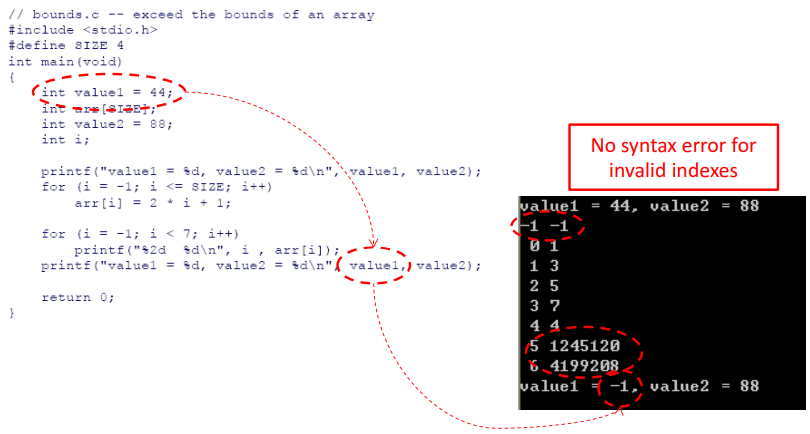 // bounds.c -- exceed the bounds of an array
#include <stdio.h>
#define SIZE 4
int main(void)
{
    int value1 = 44;
    int arr[SIZE];
    int value2 = 88;
    int i;
    printf("value1 = %d, value2 = %d\n", value1, value2);
    for (i = -1; i <= SIZE; i++)
        arr[i] = 2 * i + 1;
    for (i = -1; i < 7; i++)
        printf("%2d  %d\n", i , arr[i]);
    printf("value1 = %d, value2 = %d\n", value1, value2);
    return 0;
}
No syntax error for
invalid indexes
value1 = 44, value2 = 88
-1 -1
 0 1
 1 3
 2 5
 3 7
 4 4
 5 1245120
 6 4199208
value1 = -1, value2 = 88